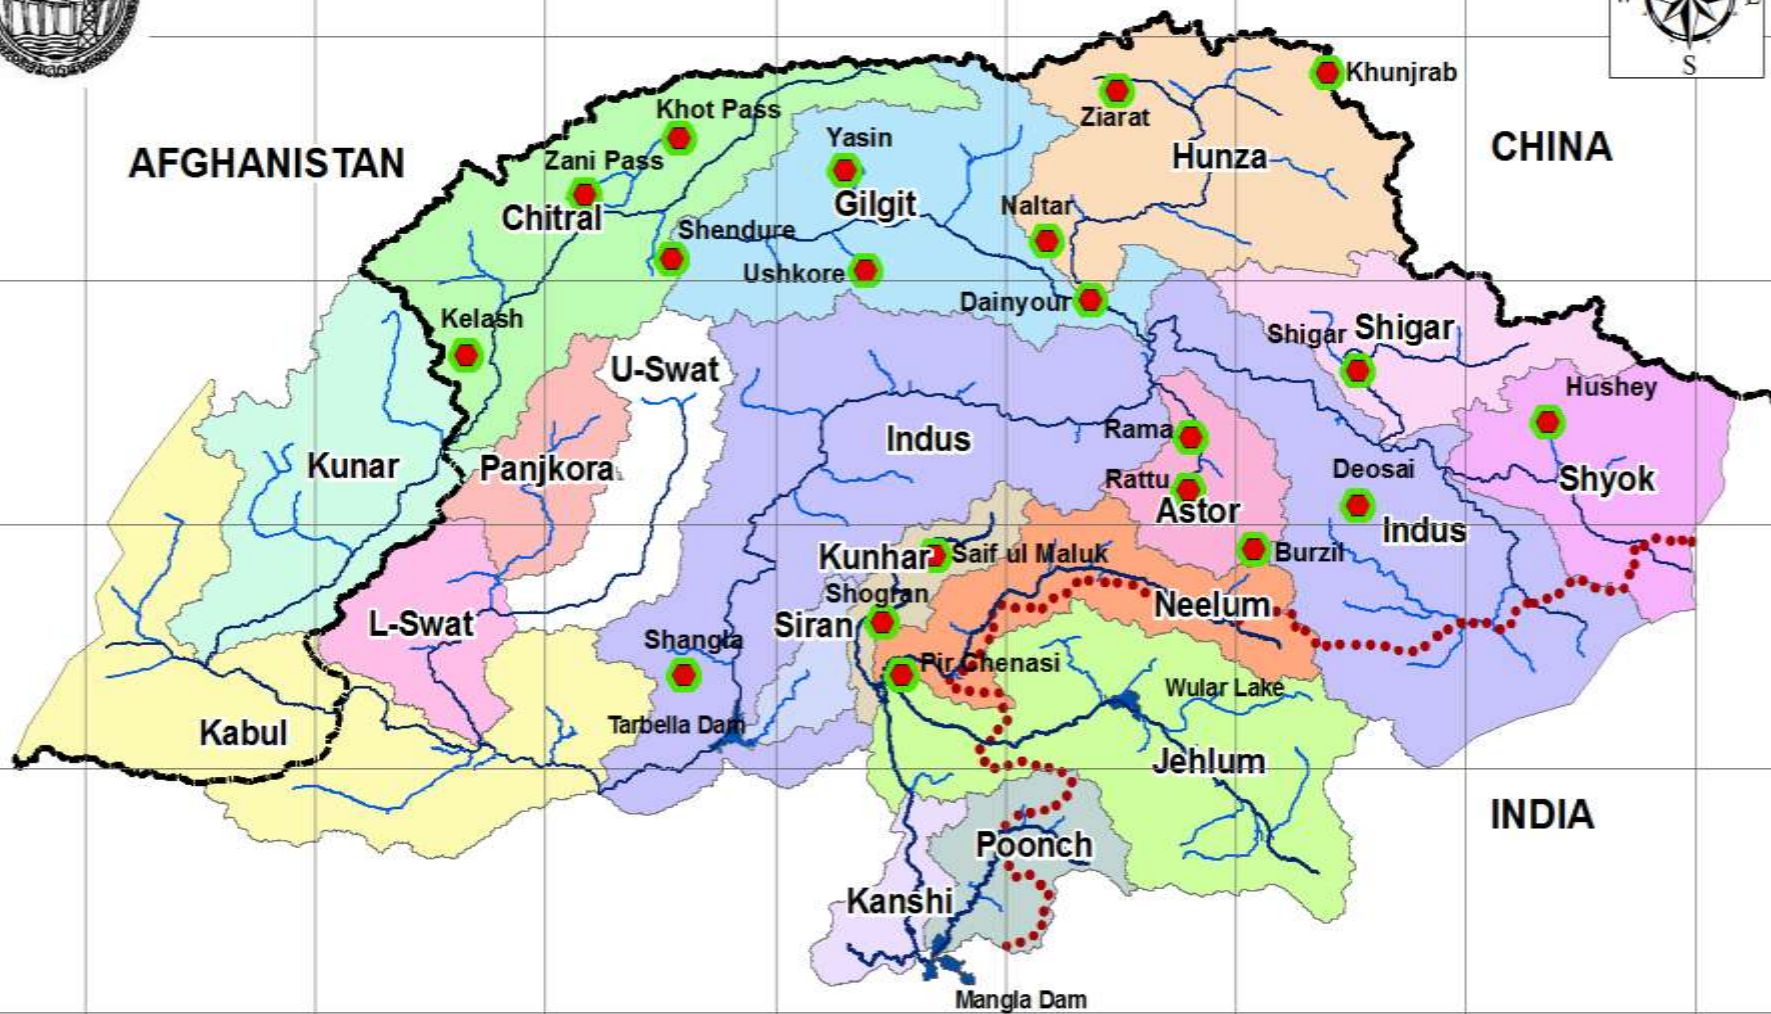 S
Khunjrab
Ziarat
Khot Pass
Yasin
CHINA
AFGHANISTAN
Zani Pass
Hunza
Chitral
Gilgit
Naltar
Shendure
Ushkore
Dainyour
Kelash
Shigar
Shigar
U-Swat
Hushey
Rama
Indus
Kunar
Panjkora
Rattu
Deosai
Shyok
Astor
Indus
Kunhar
Saif ul Maluk
Burzil
Shogran
Neelum
Siran
L-Swat
Shangla
Pir Chenasi
Wular Lake
Kabul
Tarbella Dam
Jehlum
INDIA
Poonch
Kanshi
Mangla Dam